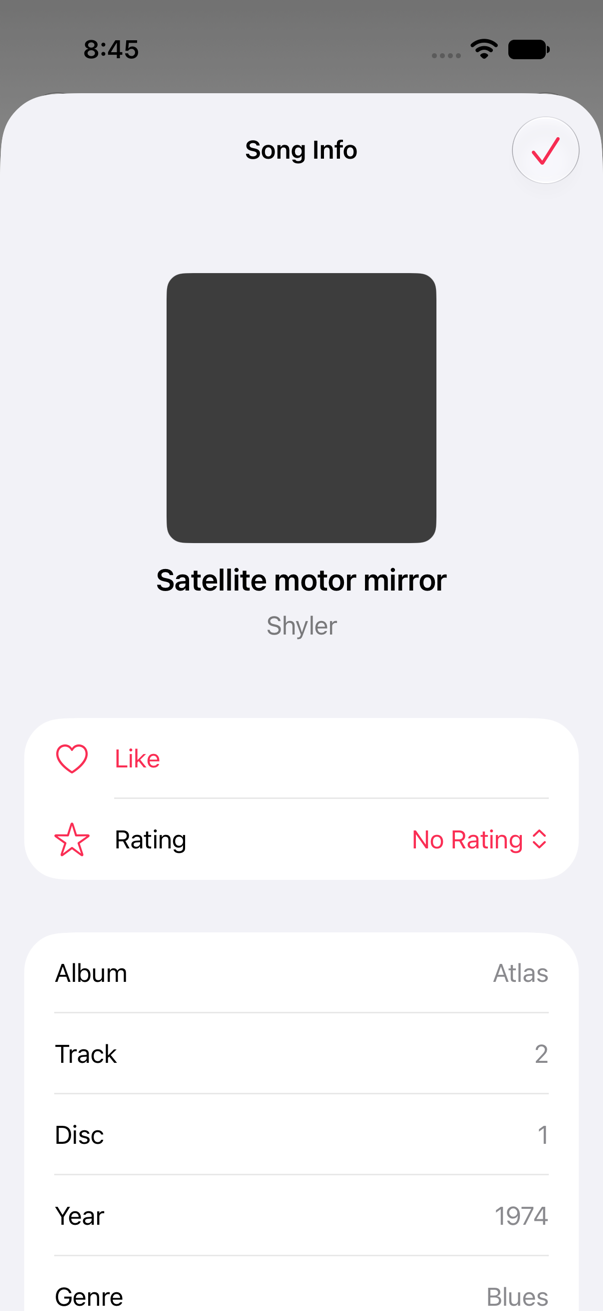 8:45
Song Info
Satellite motor mirror
Shyler
Like
Rating No Rating
Album Atlas
Track 2
Disc 1
Year 1974
Genre Blues